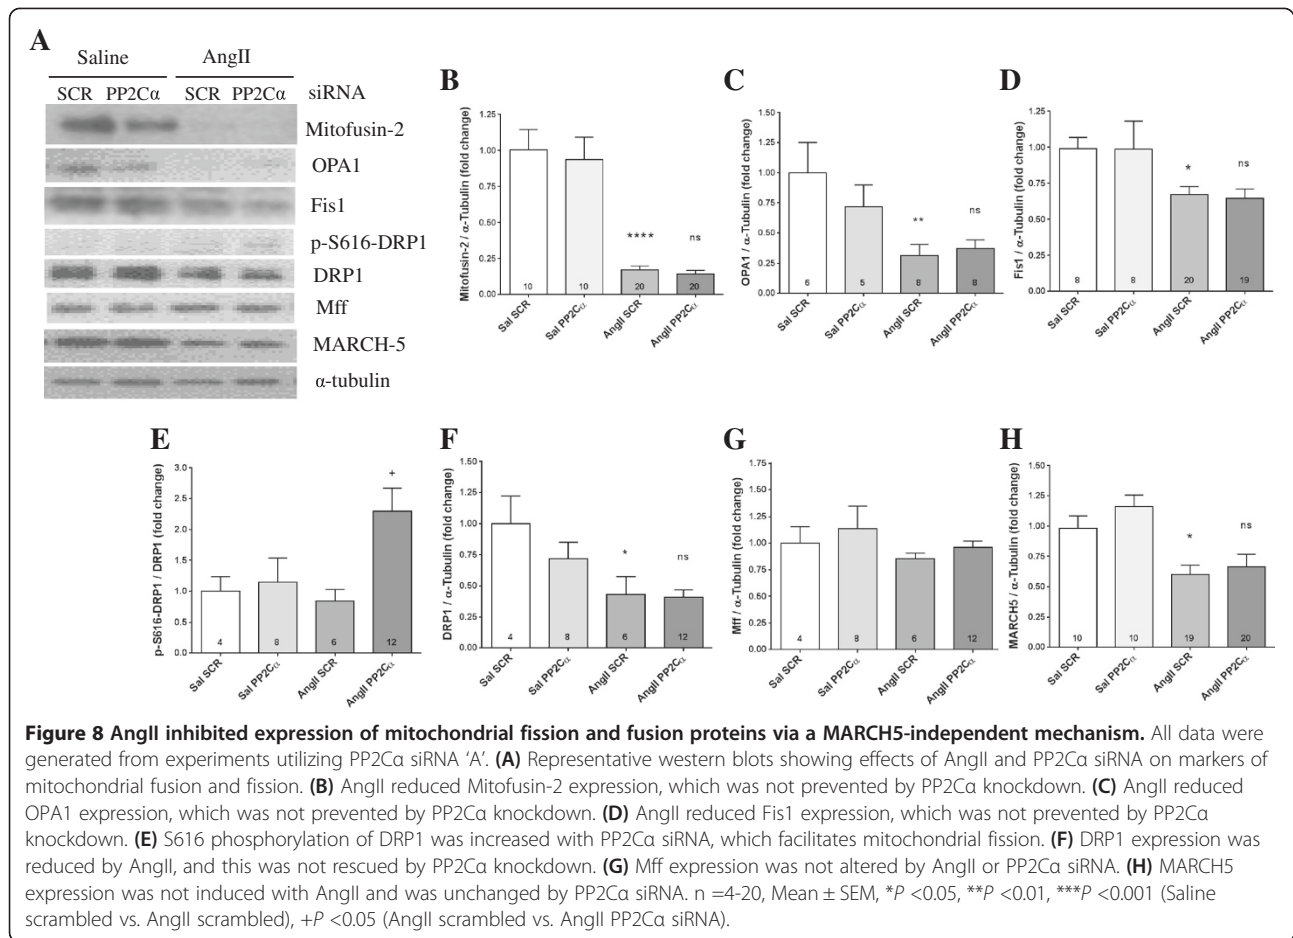 A
Saline AngII
SCR PP2Cα SCR PP2Cα siRNA
Mitofusin-2
OPA1
Fis1
p-S616-DRP1
DRP1
Mff
MARCH-5
α-tubulin
B
Mitofusin-2 / α-Tubulin (fold change)
1.25
1.00
0.75
0.50
0.25
0.00
****
ns
10 10 20 20
Sal SCR
Sal PP2Cα
AngII SCR
AngII PP2Cα
C
OPA1 / α-Tubulin (fold change)
1.50
1.25
1.00
0.75
0.50
0.25
0.00
**
ns
6 5 8 8
Sal SCR
Sal PP2Cα
AngII SCR
AngII PP2Cα
D
Fis1 / α-Tubulin (fold change)
1.25
1.00
0.75
0.50
0.25
0.00
*
ns
8 8 20 19
Sal SCR
Sal PP2Cα
AngII SCR
AngII PP2Cα
E
p-S616-DRP1 / DRP1 (fold change)
3.0
2.5
2.0
1.5
1.0
0.5
0.0
+
4 8 6 12
Sal SCR
Sal PP2Cα
AngII SCR
AngII PP2Cα
F
DRP1 / α-Tubulin (fold change)
1.50
1.25
1.00
0.75
0.50
0.25
0.00
*
ns
4 8 6 12
Sal SCR
Sal PP2Cα
AngII SCR
AngII PP2Cα
G
Mff / α-Tubulin (fold change)
1.75
1.50
1.25
1.00
0.75
0.50
0.25
0.00
4 8 6 12
Sal SCR
Sal PP2Cα
AngII SCR
AngII PP2Cα
H
MARCH5 / α-Tubulin (fold change)
1.50
1.25
1.00
0.75
0.50
0.25
0.00
*
ns
10 10 19 20
Sal SCR
Sal PP2Cα
AngII SCR
AngII PP2Cα
Figure 8 AngII inhibited expression of mitochondrial fission and fusion proteins via a MARCH5-independent mechanism. All data were
generated from experiments utilizing PP2Cα siRNA ‘A’. (A) Representative western blots showing effects of AngII and PP2Cα siRNA on markers of
mitochondrial fusion and fission. (B) AngII reduced Mitofusin-2 expression, which was not prevented by PP2Cα knockdown. (C) AngII reduced
OPA1 expression, which was not prevented by PP2Cα knockdown. (D) AngII reduced Fis1 expression, which was not prevented by PP2Cα
knockdown. (E) S616 phosphorylation of DRP1 was increased with PP2Cα siRNA, which facilitates mitochondrial fission. (F) DRP1 expression was
reduced by AngII, and this was not rescued by PP2Cα knockdown. (G) Mff expression was not altered by AngII or PP2Cα siRNA. (H) MARCH5
expression was not induced with AngII and was unchanged by PP2Cα siRNA. n =4-20, Mean ± SEM, *P <0.05, **P <0.01, ***P <0.001 (Saline
scrambled vs. AngII scrambled), +P <0.05 (AngII scrambled vs. AngII PP2Cα siRNA).